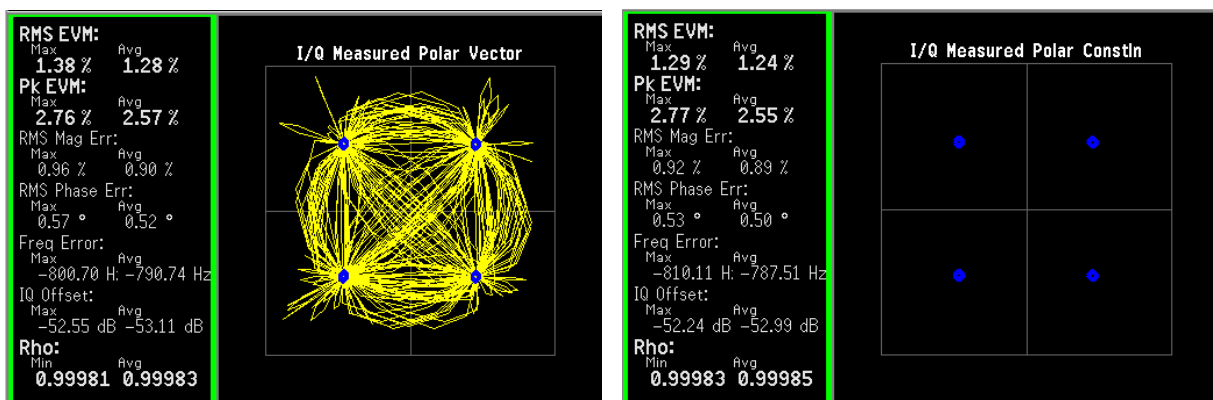 RMS EVM:
Max Avg
1.38 % 1.28 %
Pk EVM:
Max Avg
2.76 % 2.57 %
RMS Mag Err:
Max Avg
0.96 % 0.90 %
RMS Phase Err:
Max Avg
0.57 ° 0.52 °
Freq Error:
Max Avg
-800.70 H: -790.74 Hz
IQ Offset:
Max Avg
-52.55 dB -53.11 dB
Rho:
Min Avg
0.99981 0.99983
I/Q Measured Polar Vector
RMS EVM:
Max Avg
1.29 % 1.24 %
Pk EVM:
Max Avg
2.77 % 2.55 %
RMS Mag Err:
Max Avg
0.92 % 0.89 %
RMS Phase Err:
Max Avg
0.53 ° 0.50 °
Freq Error:
Max Avg
-810.11 H: -787.51 Hz
IQ Offset:
Max Avg
-52.24 dB -52.99 dB
Rho:
Min Avg
0.99983 0.99985
I/Q Measured Polar Constln